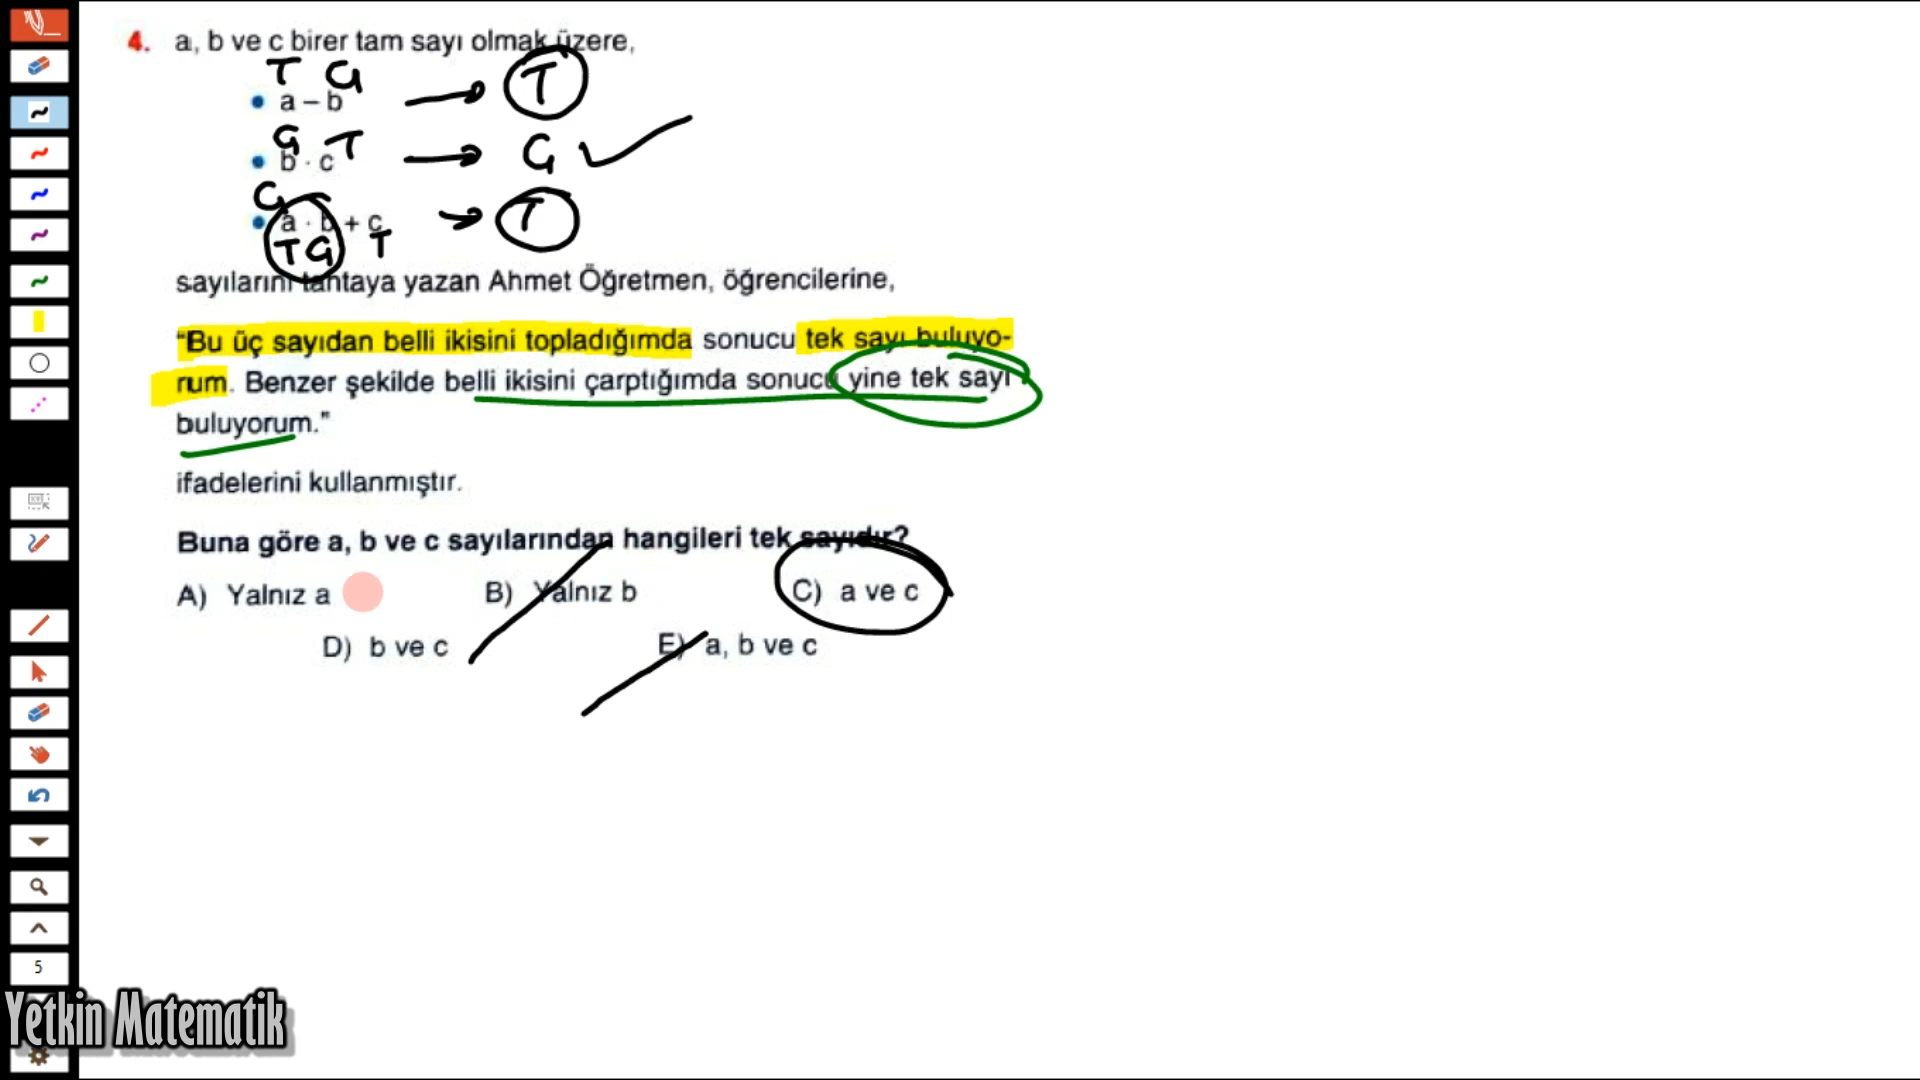 4. a, b ve c birer tam sayı olmak üzere,
T Ç
• a – b → T
Ç T
• b · c → Ç
Ç
• a · b + c → T
T Ç T
sayılarını tahtaya yazan Ahmet Öğretmen, öğrencilerine,
“Bu üç sayıdan belli ikisini topladığımda sonucu tek sayı buluyo-
rum. Benzer şekilde belli ikisini çarptığımda sonucu yine tek sayı
buluyorum.”
ifadelerini kullanmıştır.
Buna göre a, b ve c sayılarından hangileri tek sayıdır?
A) Yalnız a B) Yalnız b C) a ve c
D) b ve c E) a, b ve c
5
Yetkin Matematik